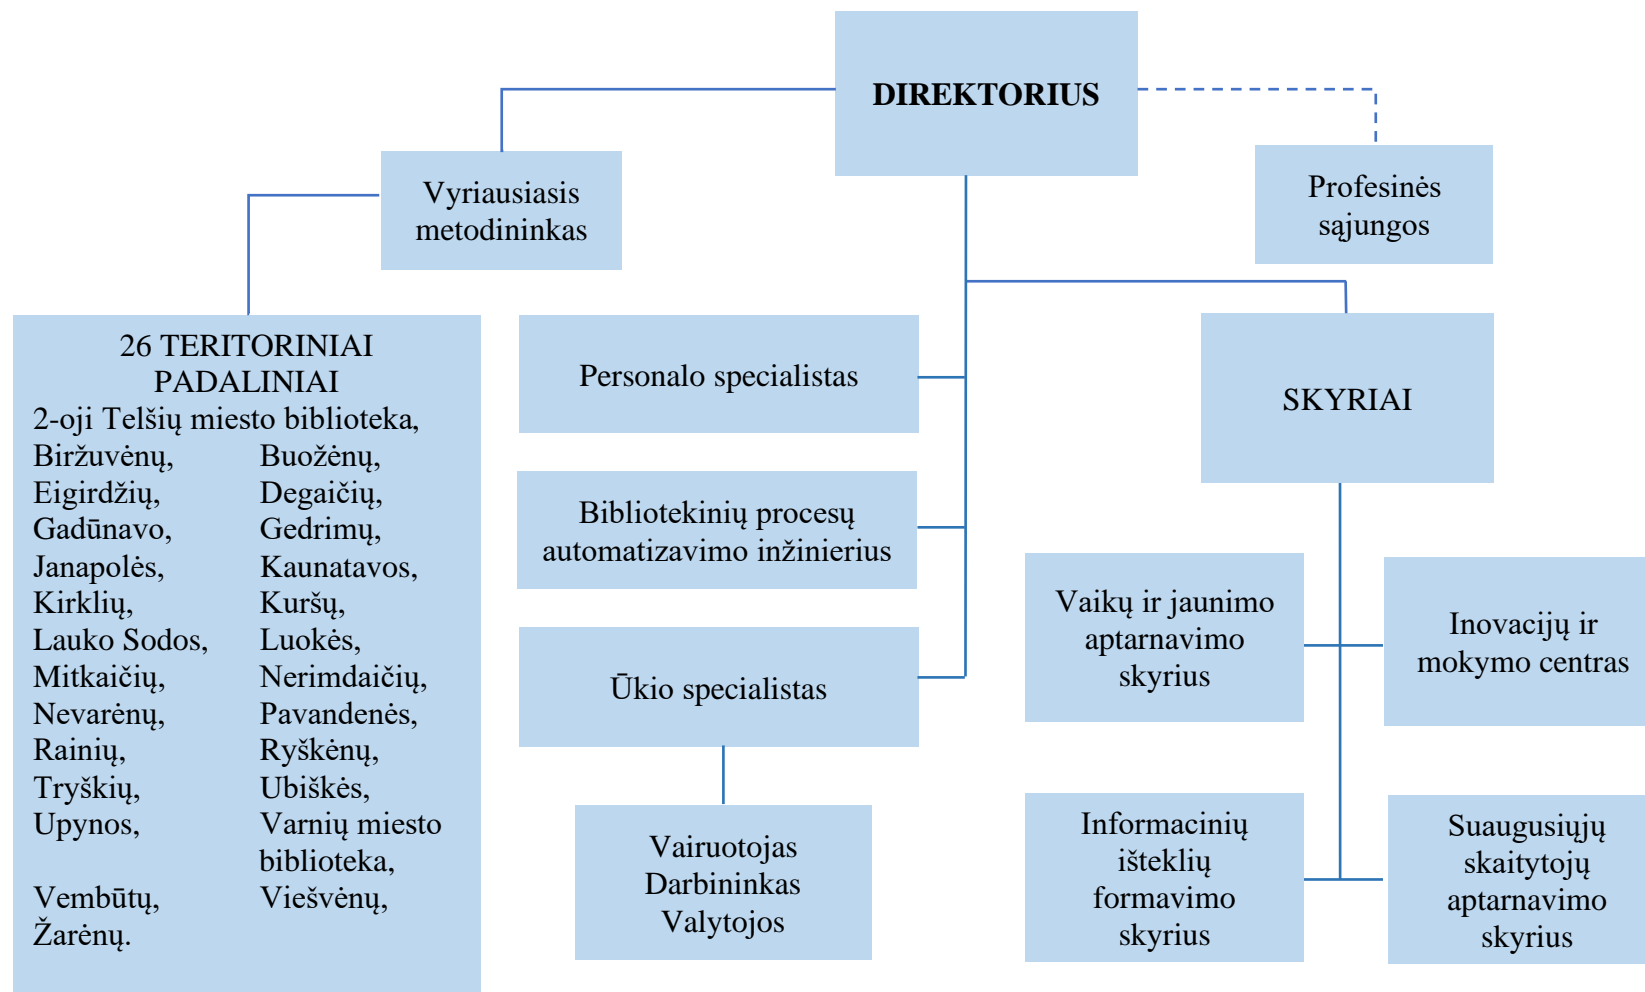 DIREKTORIUS
Vyriausiasis
metodininkas
Profesinės
sąjungos
26 TERITORINIAI
PADALINIAI
2-oji Telšių miesto biblioteka,
Biržuvėnų, Buožėnų,
Eigirdžių, Degaičių,
Gadūnavo, Gedrimų,
Janapolės, Kaunatavos,
Kirklių, Kuršų,
Lauko Sodos, Luokės,
Mitkaičių, Nerimdaičių,
Nevarėnų, Pavandenės,
Rainių, Ryškėnų,
Tryškių, Ubiškės,
Upynos, Varnių miesto
biblioteka,
Vembūtų, Viešvėnų,
Žarėnų.
Personalo specialistas
Bibliotekinių procesų
automatizavimo inžinierius
Ūkio specialistas
Vairuotojas
Darbininkas
Valytojos
SKYRIAI
Vaikų ir jaunimo
aptarnavimo
skyrius
Inovacijų ir
mokymo centras
Informacinių
išteklių
formavimo
skyrius
Suaugusiųjų
skaitytojų
aptarnavimo
skyrius